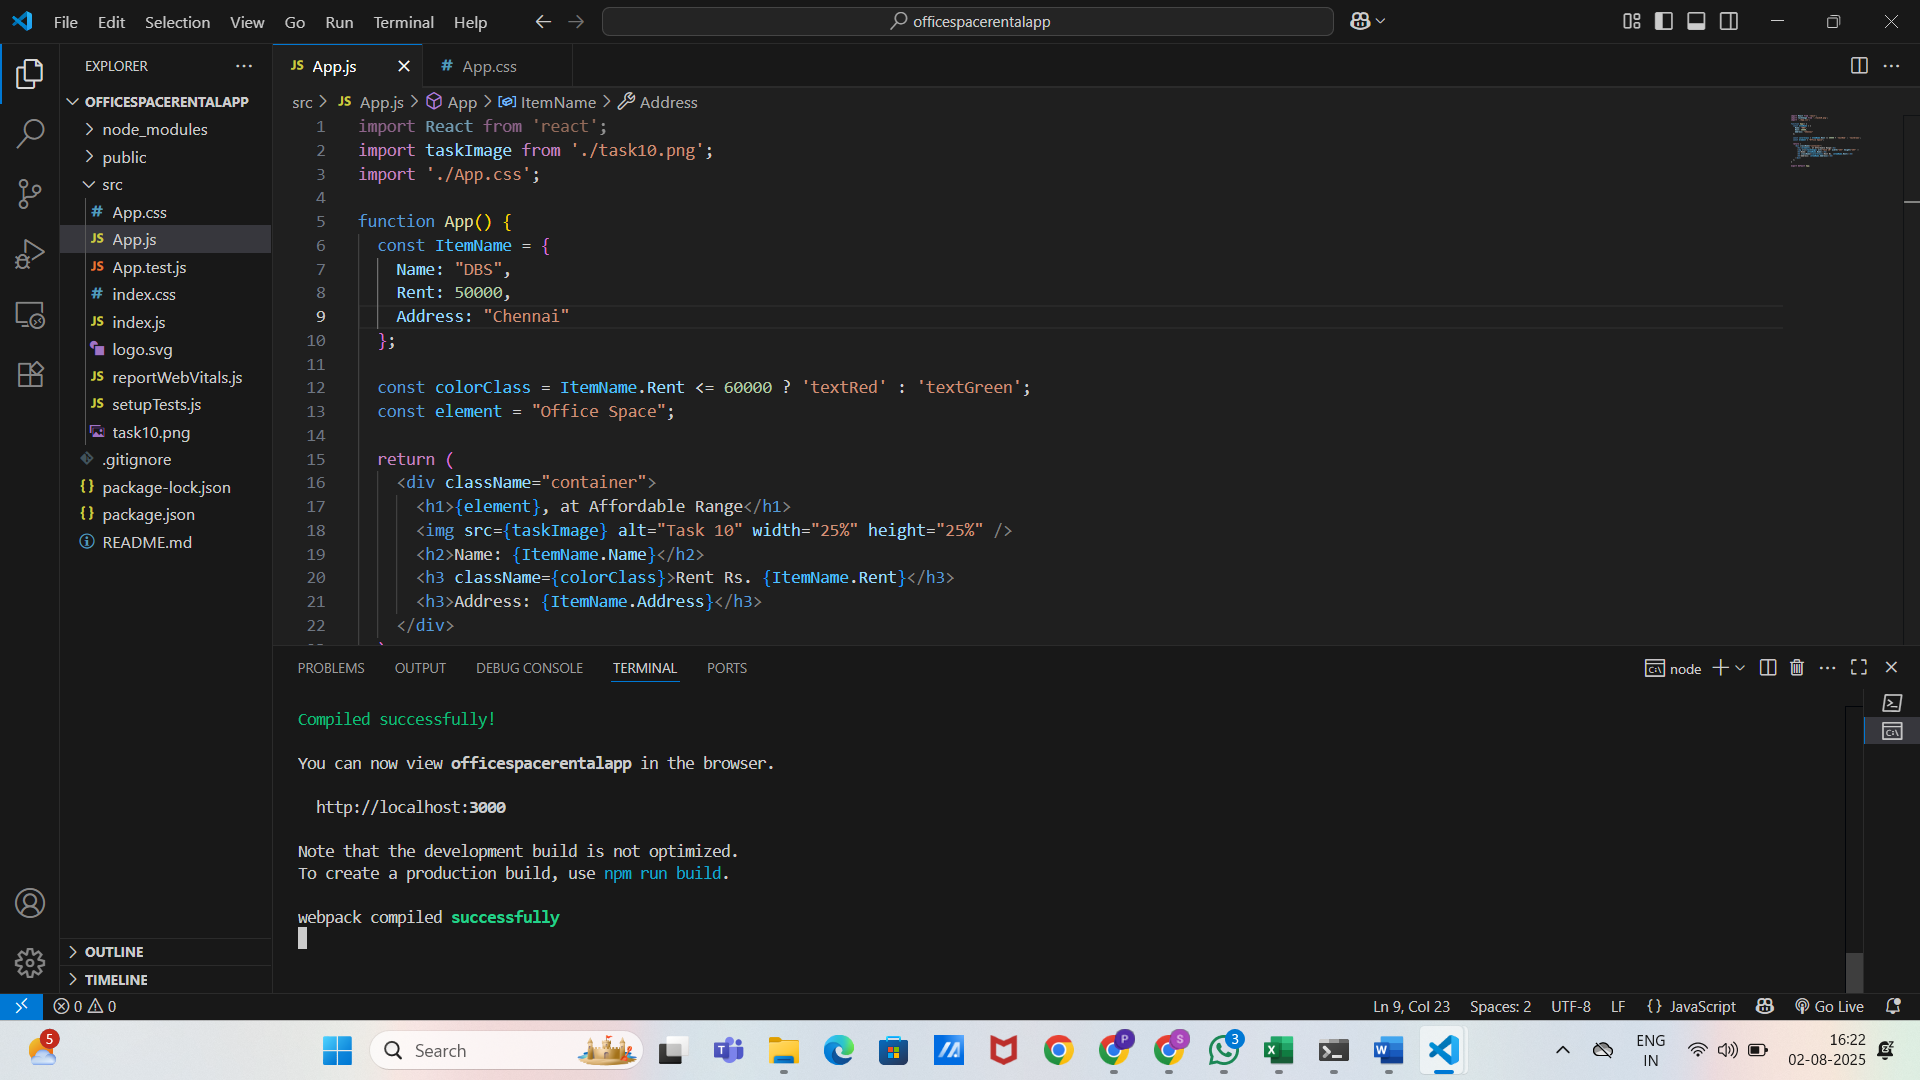 File Edit Selection View Go Run Terminal Help
officespacerentalapp
EXPLORER
OFFICESPACERENTALAPP
node_modules
public
src
# App.css
JS App.js
JS App.test.js
# index.css
JS index.js
logo.svg
JS reportWebVitals.js
JS setupTests.js
task10.png
.gitignore
{} package-lock.json
{} package.json
README.md
OUTLINE
TIMELINE
JS App.js
# App.css
src > JS App.js > App > ItemName > Address
1 import React from 'react';
2 import taskImage from './task10.png';
3 import './App.css';
4
5 function App() {
6 const ItemName = {
7 Name: "DBS",
8 Rent: 50000,
9 Address: "Chennai"
10 };
11
12 const colorClass = ItemName.Rent <= 60000 ? 'textRed' : 'textGreen';
13 const element = "Office Space";
14
15 return (
16 <div className="container">
17 <h1>{element}, at Affordable Range</h1>
18 <img src={taskImage} alt="Task 10" width="25%" height="25%" />
19 <h2>Name: {ItemName.Name}</h2>
20 <h3 className={colorClass}>Rent Rs. {ItemName.Rent}</h3>
21 <h3>Address: {ItemName.Address}</h3>
22 </div>
PROBLEMS OUTPUT DEBUG CONSOLE TERMINAL PORTS
node
Compiled successfully!
You can now view officespacerentalapp in the browser.
http://localhost:3000
Note that the development build is not optimized.
To create a production build, use npm run build.
webpack compiled successfully
0 0
Ln 9, Col 23 Spaces: 2 UTF-8 LF {} JavaScript Go Live
5
Search
P
S
3
ENG
IN
16:22
02-08-2025